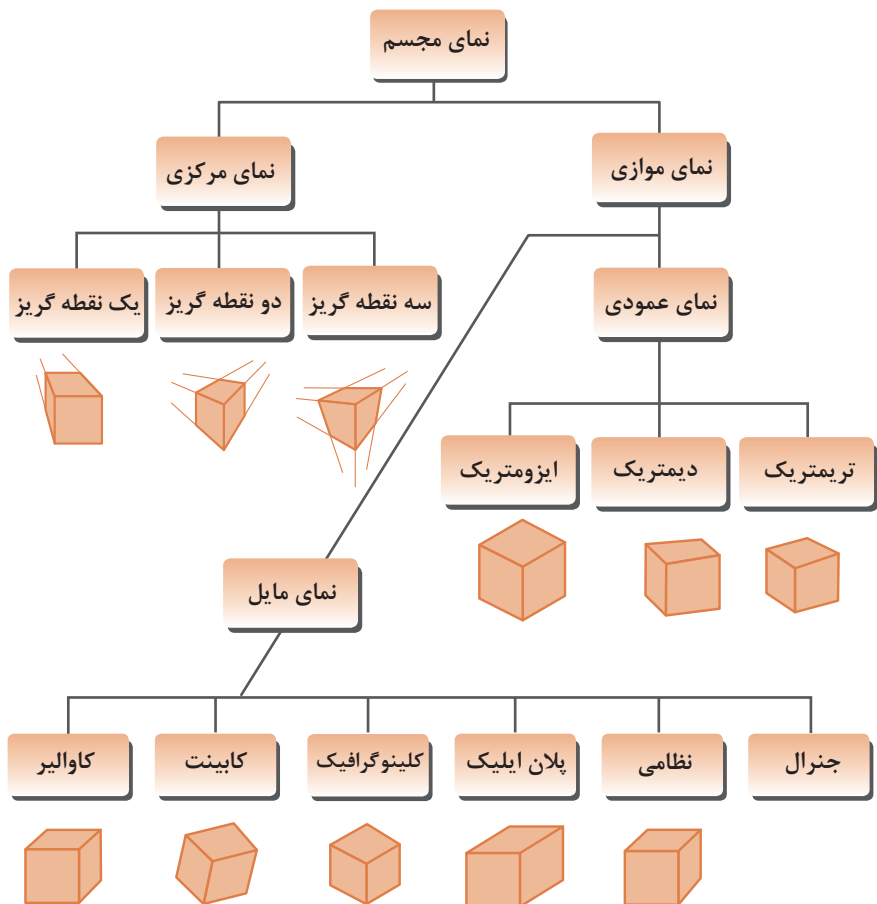 نمای مجسم
نمای موازی
نمای مرکزی
نمای عمودی
سه نقطه گریز
دو نقطه گریز
یک نقطه گریز
تریمتریک
دیمتریک
ایزومتریک
نمای مایل
جنرال
نظامی
پلان ابلیک
کلینوگرافیک
کابینت
کاوالیر